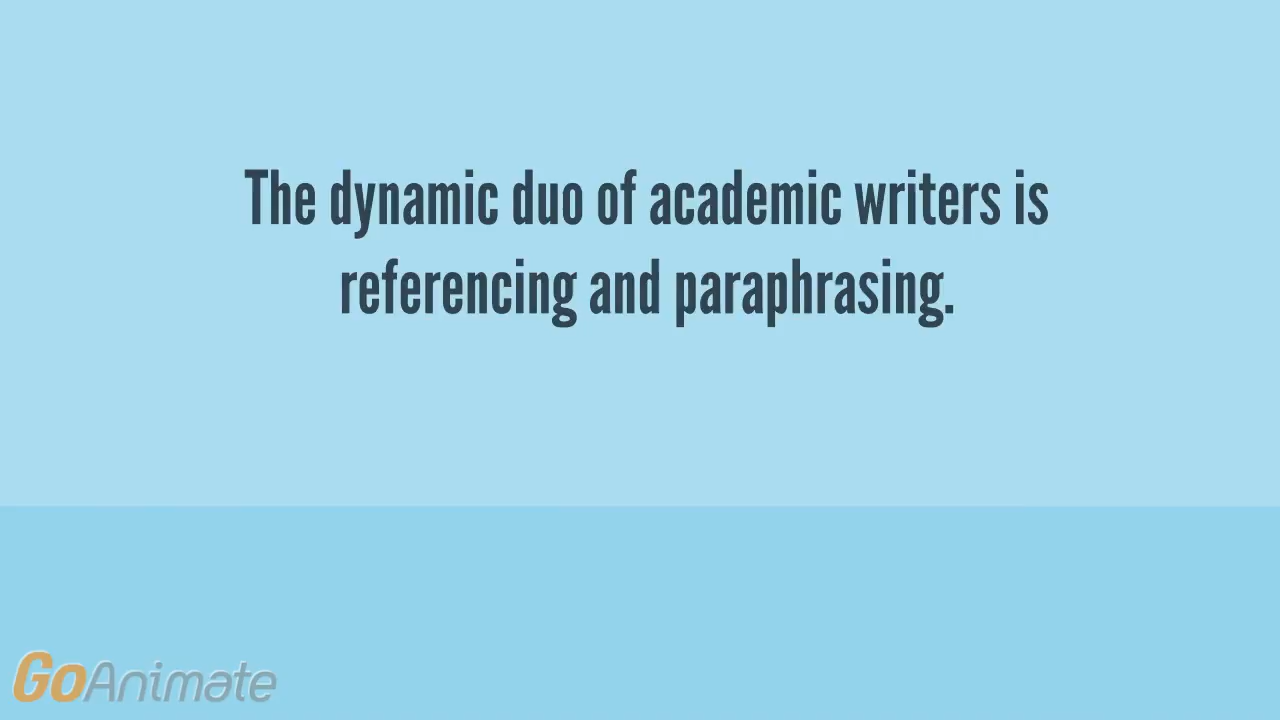 The dynamic duo of academic writers is
referencing and paraphrasing.
GoAnimate